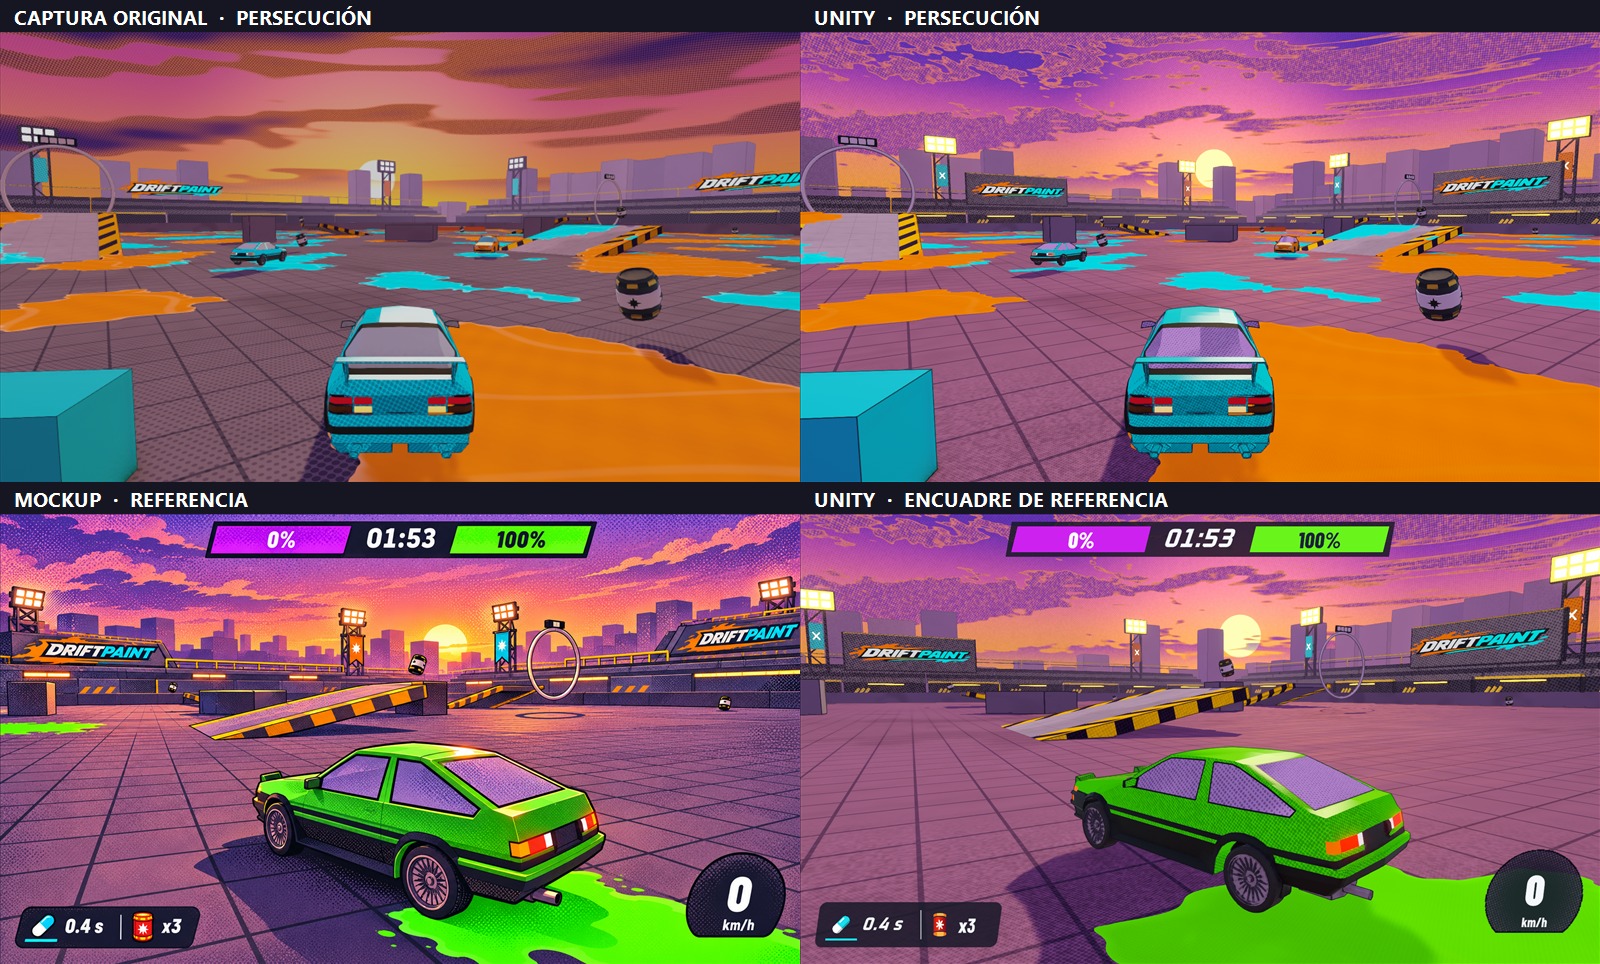 CAPTURA ORIGINAL · PERSECUCIÓN
UNITY · PERSECUCIÓN
DRIFTPAINT
DRIFTPAI
DRIFTPAINT
DRIFTPAINT
MOCKUP · REFERENCIA
UNITY · ENCUADRE DE REFERENCIA
0% 01:53 100%
DRIFTPAINT
DRIFTPAINT
0.4 s x3
0
km/h
0% 01:53 100%
DRIFTPAINT
DRIFTPAINT
0.4 s x3
0
km/h